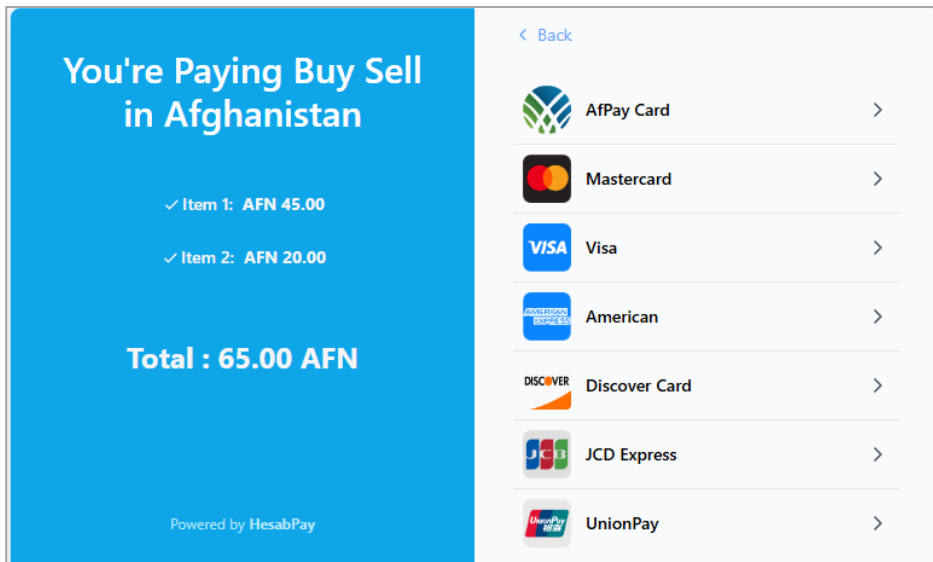 You're Paying Buy Sell
in Afghanistan
✓ Item 1: AFN 45.00
✓ Item 2: AFN 20.00
Total : 65.00 AFN
Powered by HesabPay
Back
AfPay Card
Mastercard
VISA
Visa
AMERICAN
EXPRESS
American
DISCOVER
Discover Card
JCB
JCD Express
UnionPay
银联
UnionPay